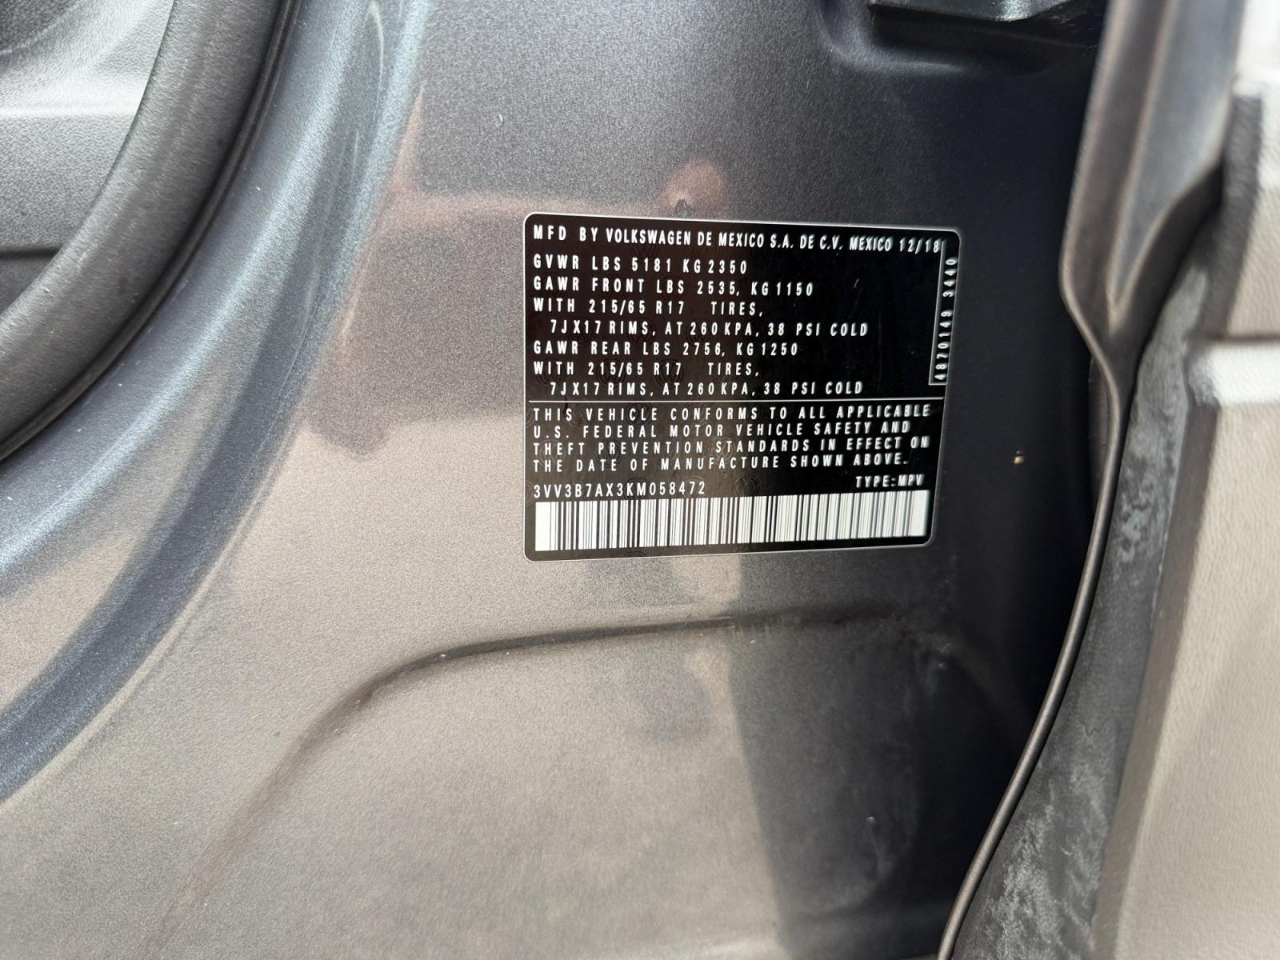 MFD BY VOLKSWAGEN DE MEXICO S.A. DE C.V. MEXICO 12/18
GVWR LBS 5181 KG 2350
GAWR FRONT LBS 2535, KG 1150
WITH 215/65 R17 TIRES,
7JX17 RIMS, AT 260 KPA, 38 PSI COLD
GAWR REAR LBS 2756, KG 1250
WITH 215/65 R17 TIRES,
7JX17 RIMS, AT 260 KPA, 38 PSI COLD
4870149 3440
THIS VEHICLE CONFORMS TO ALL APPLICABLE
U.S. FEDERAL MOTOR VEHICLE SAFETY AND
THEFT PREVENTION STANDARDS IN EFFECT ON
THE DATE OF MANUFACTURE SHOWN ABOVE.
3VV3B7AX3KM058472 TYPE: MPV